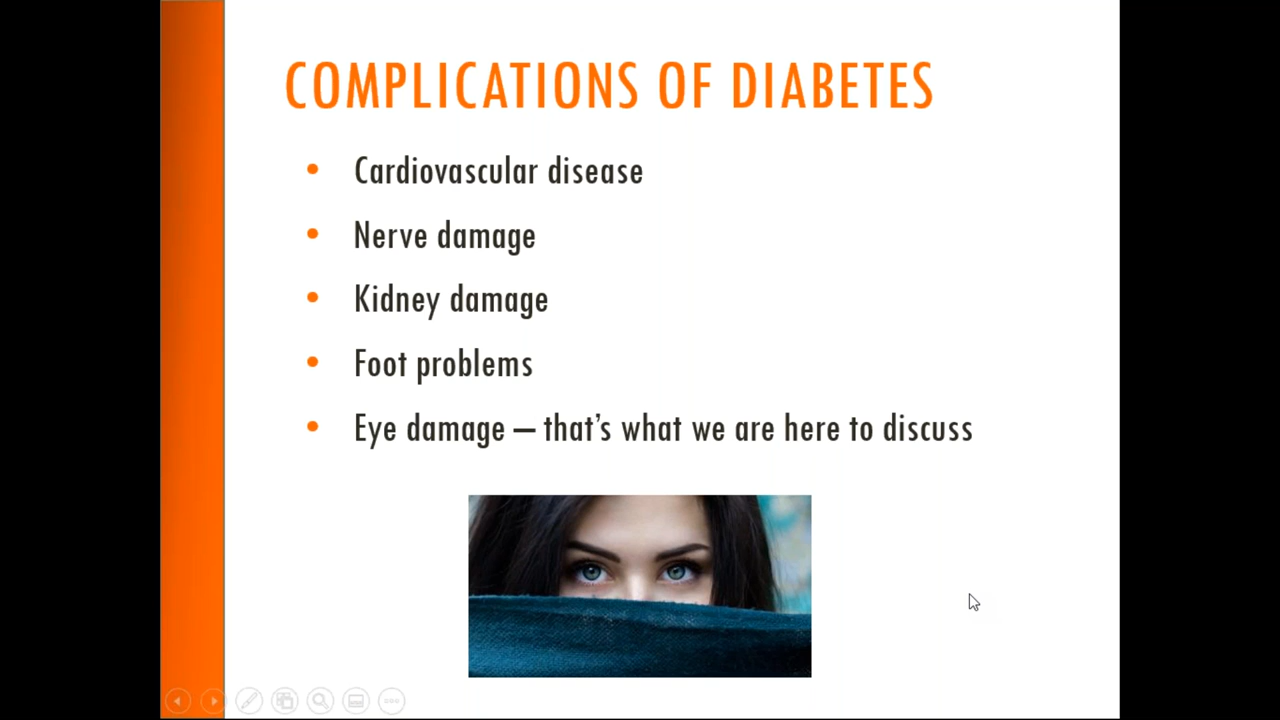 COMPLICATIONS OF DIABETES
• Cardiovascular disease
• Nerve damage
• Kidney damage
• Foot problems
• Eye damage – that’s what we are here to discuss